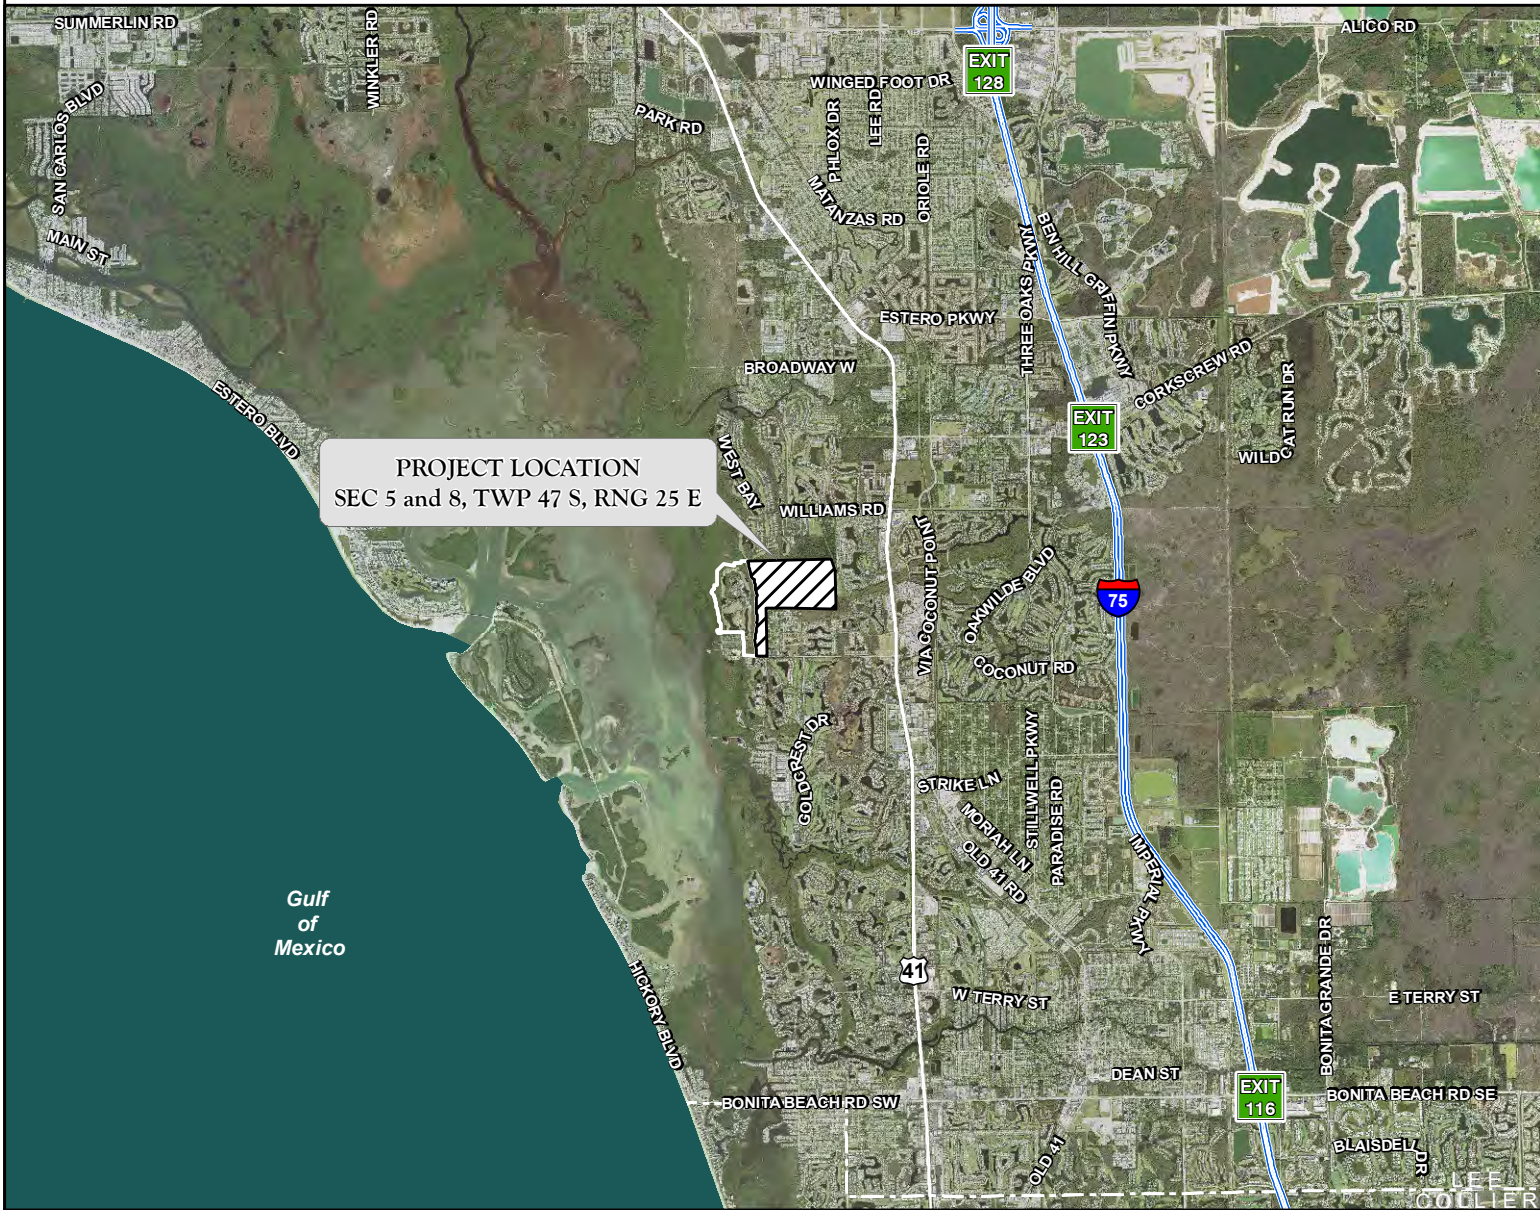 SUMMERLIN RD
WINKLER RD
ALICO RD
EXIT
128
WINGED FOOT DR
SAN CARLOS BLVD
PARK RD
PHLOX DR
LEE RD
ORIOLE RD
MATANZAS RD
MAIN ST
THREE OAKS PKWY
BEN HILL GRIFFIN PKWY
ESTERO PKWY
BROADWAY W
CORKSCREW RD
ESTERO BLVD
EXIT
123
WILDCAT RUN DR
WEST BAY
PROJECT LOCATION
SEC 5 and 8, TWP 47 S, RNG 25 E
WILLIAMS RD
VIA COCONUT POINT
OAKWILDE BLVD
75
COCONUT RD
GOLDCREST DR
STILLWELL PKWY
STRIKE LN
PARADISE RD
MORIAH LN
OLD 41 RD
IMPERIAL PKWY
Gulf
of
Mexico
HICKORY BLVD
41
W TERRY ST
BONITA GRANDE DR
E TERRY ST
DEAN ST
EXIT
116
BONITA BEACH RD SW
BONITA BEACH RD SE
OLD 41
BLAISDELL DR
LEE
COLLIER